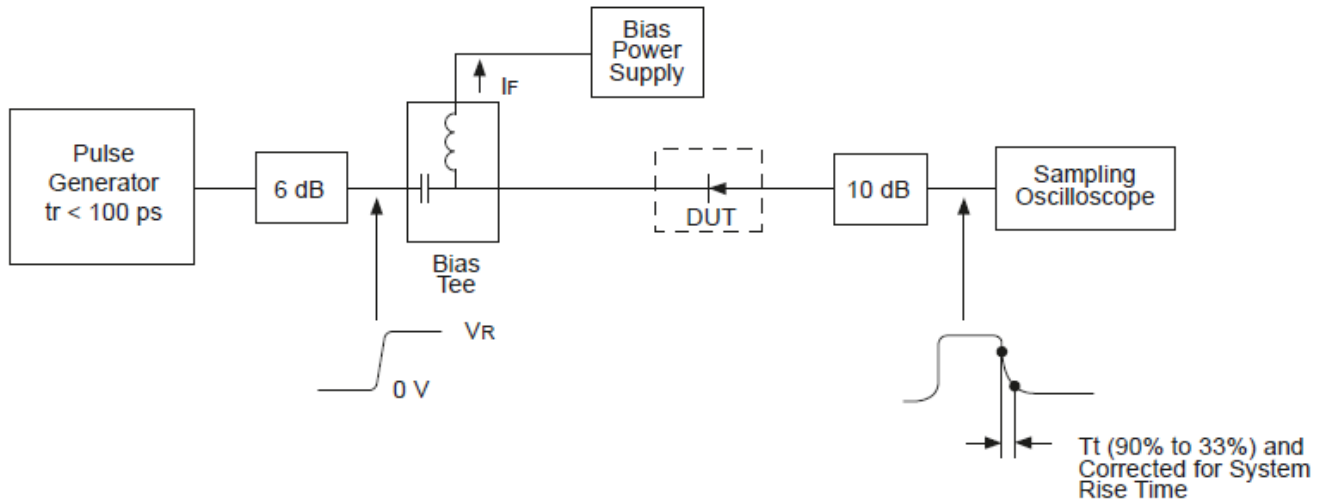 Bias
Power
Supply
IF
Pulse
Generator
tr < 100 ps
6 dB
DUT
10 dB
Sampling
Oscilloscope
Bias
Tee
VR
0 V
Tt (90% to 33%) and
Corrected for System
Rise Time